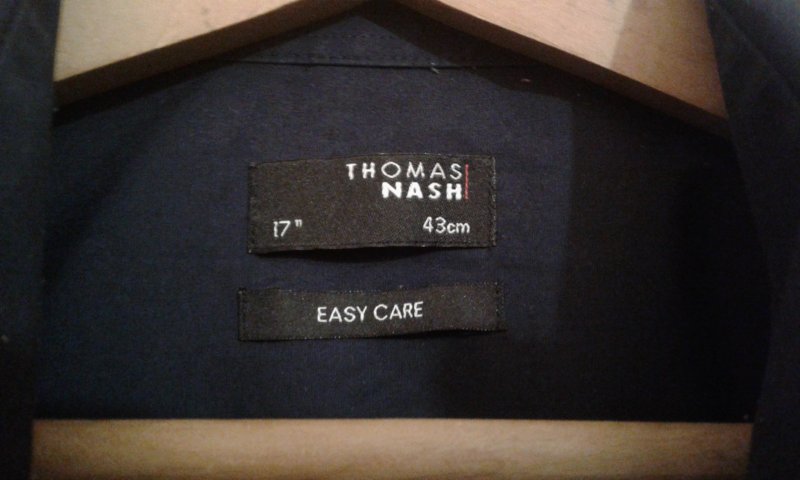 THOMAS
NASH
17" 43cm
EASY CARE